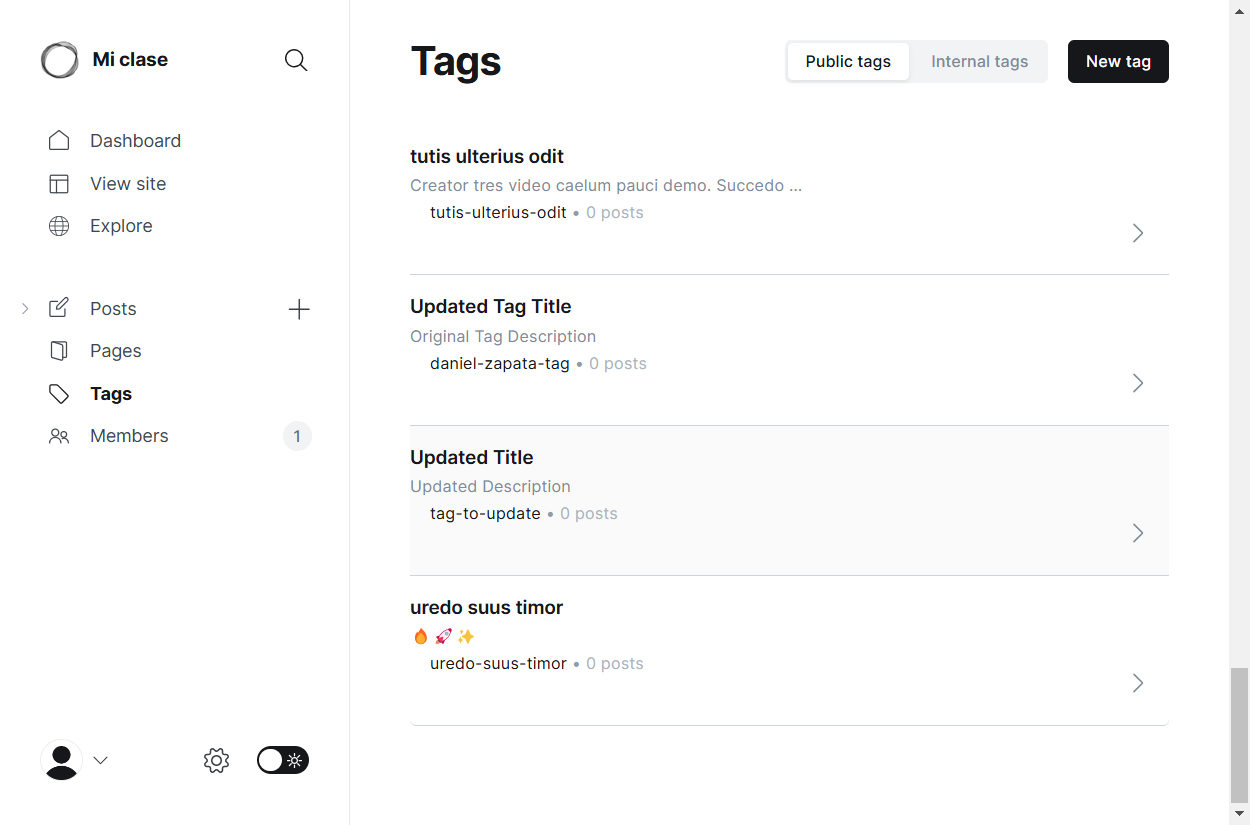 Mi clase
Dashboard
View site
Explore
Posts
Pages
Tags
Members 1
Tags
Public tags Internal tags New tag
tutis ulterius odit
Creator tres video caelum pauci demo. Succedo ...
tutis-ulterius-odit • 0 posts
Updated Tag Title
Original Tag Description
daniel-zapata-tag • 0 posts
Updated Title
Updated Description
tag-to-update • 0 posts
uredo suus timor
🔥 🚀 ✨
uredo-suus-timor • 0 posts